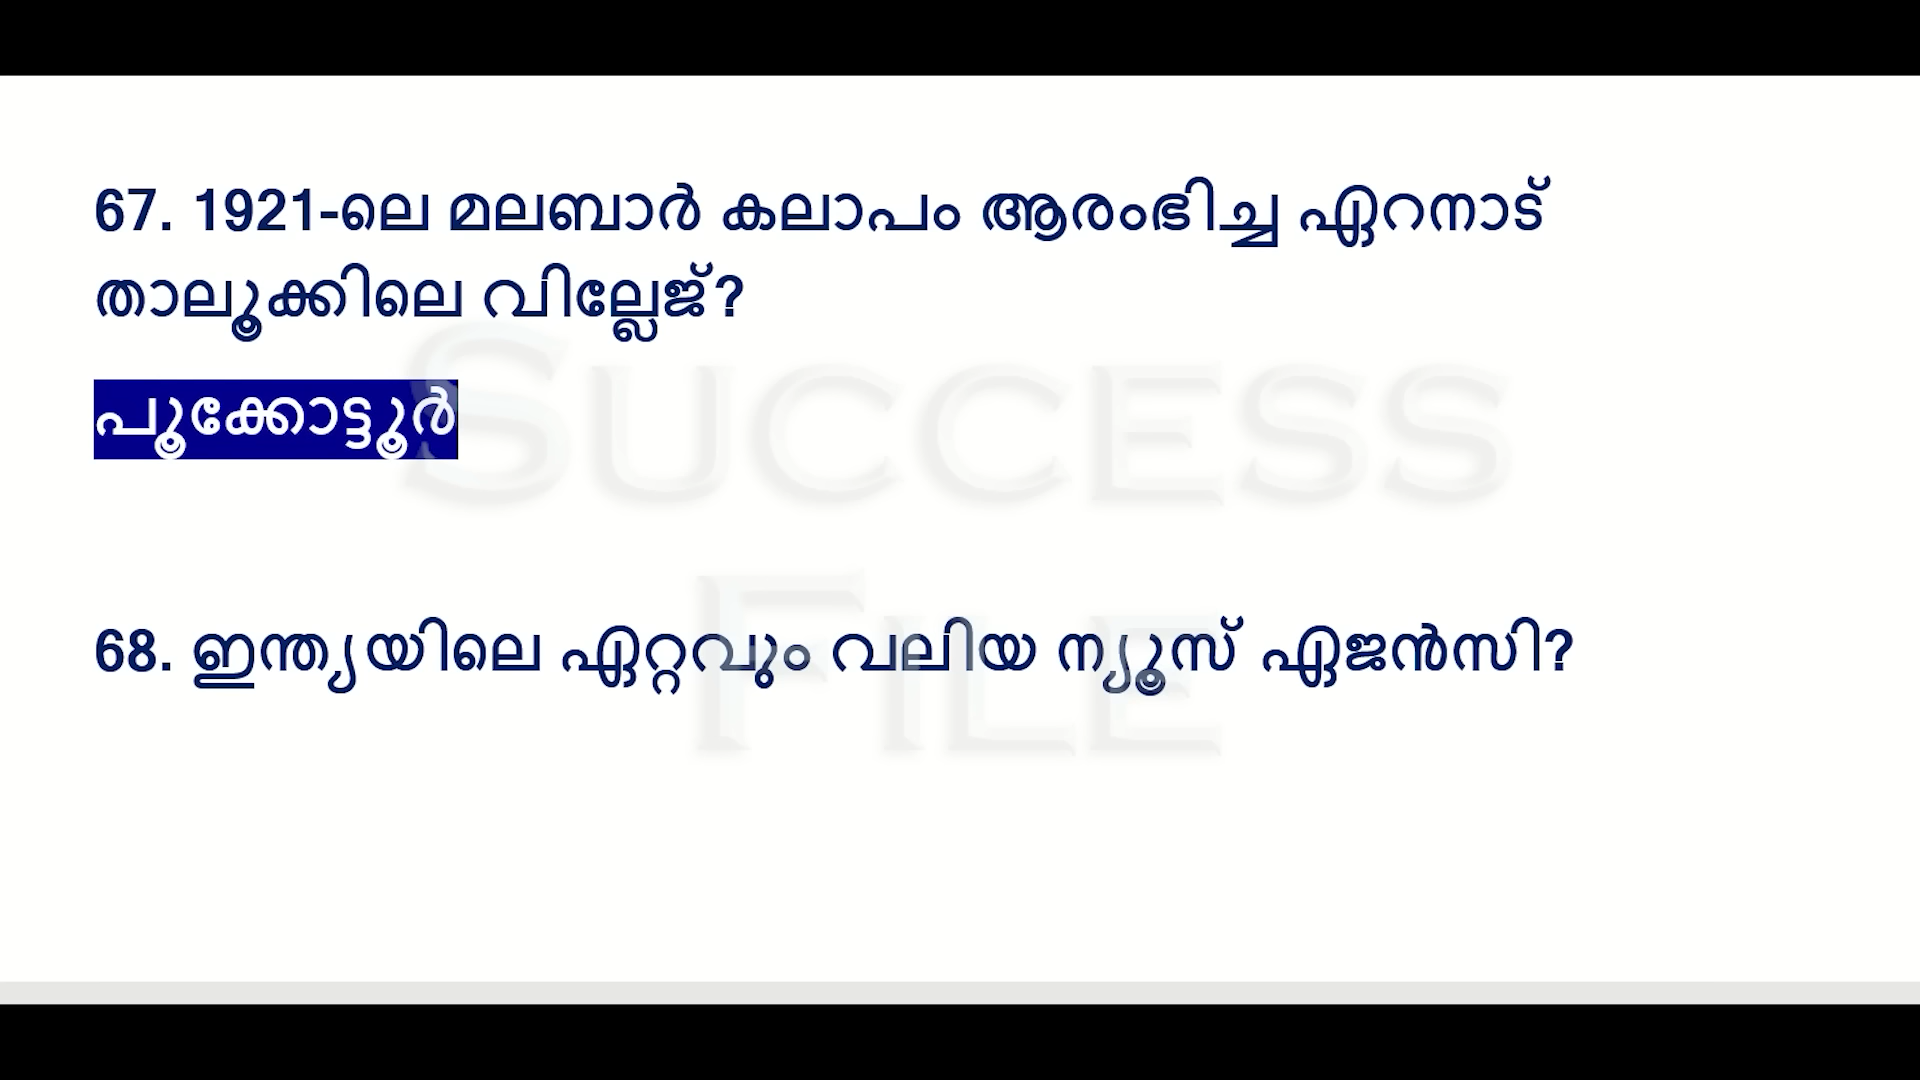 67. 1921-ലെ മലബാർ കലാപം ആരംഭിച്ച ഏറനാട്
താലൂക്കിലെ വില്ലേജ്?
പൂക്കോട്ടൂർ
SUCCESS
FILE
68. ഇന്ത്യയിലെ ഏറ്റവും വലിയ ന്യൂസ് ഏജൻസി?